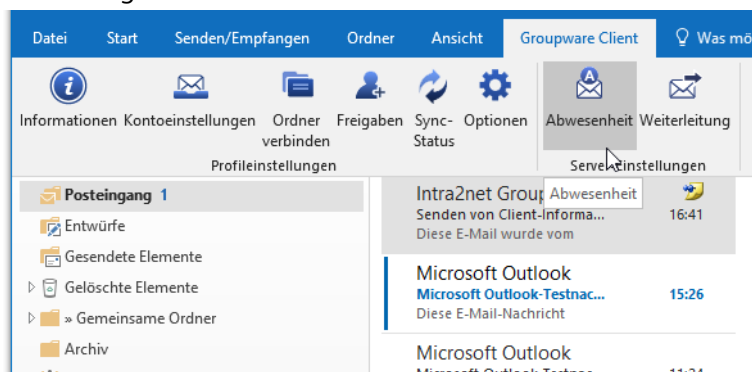 Datei Start Senden/Empfangen Ordner Ansicht Groupware Client Was mö
Informationen Kontoeinstellungen Ordner verbinden Freigaben Sync-Status Optionen Abwesenheit Weiterleitung
Profileinstellungen
Abwesenheit
Posteingang 1
Entwürfe
Gesendete Elemente
Gelöschte Elemente
» Gemeinsame Ordner
Archiv
Senden von Client-Informa... 16:41
Diese E-Mail wurde vom
Microsoft Outlook
Microsoft Outlook-Testnac... 15:26
Diese E-Mail-Nachricht
Microsoft Outlook